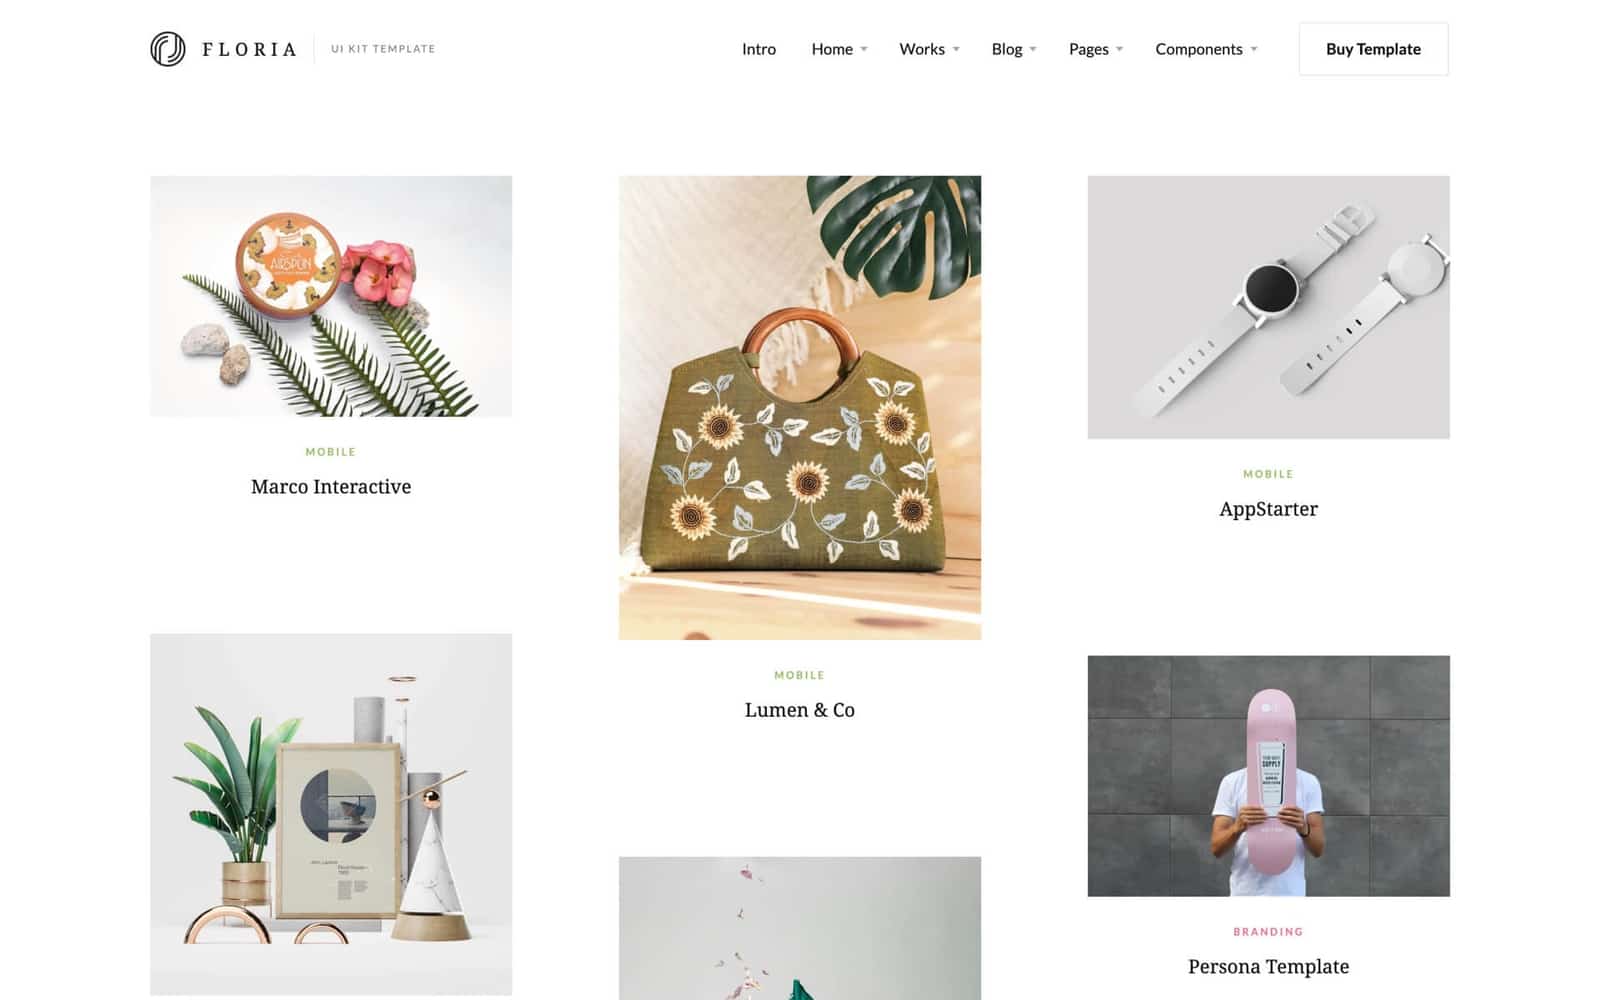 FLORIA
UI KIT TEMPLATE
Intro
Home
Works
Blog
Pages
Components
Buy Template
AIRSPUN
MOBILE
Marco Interactive
MOBILE
Lumen & Co
MOBILE
AppStarter
SUPPLY
BRANDING
Persona Template